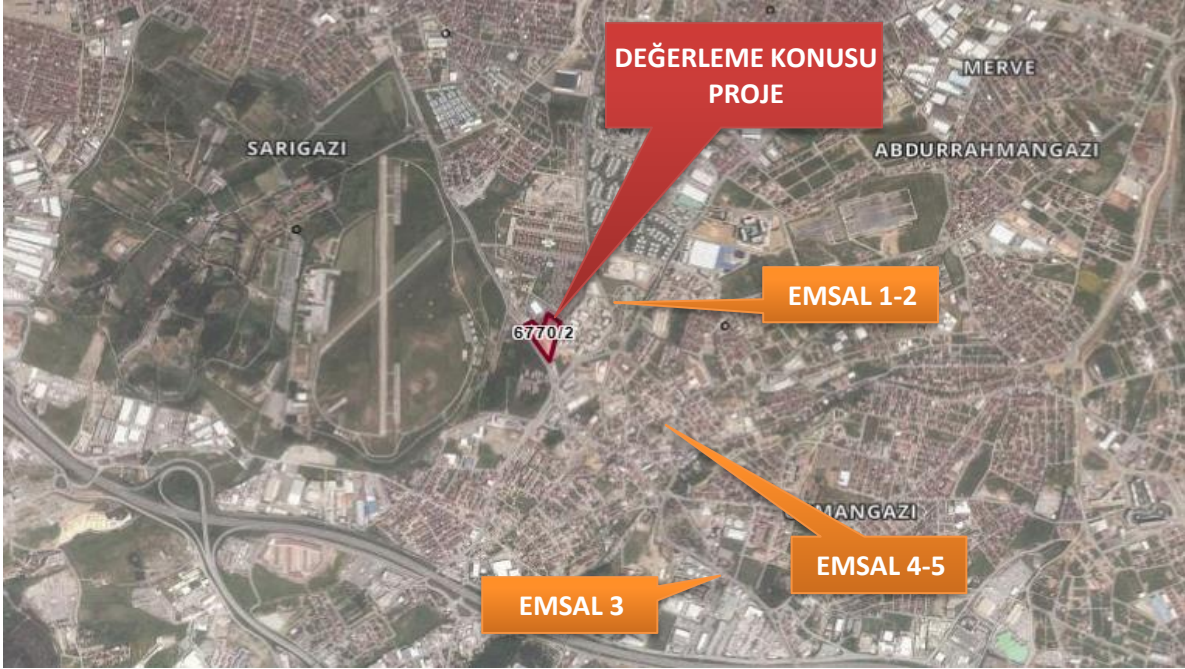 DEĞERLEME KONUSU
PROJE
MERVE
SARIGAZI
ABDURRAHMANGAZI
EMSAL 1-2
6770/2
MANGAZI
EMSAL 4-5
EMSAL 3